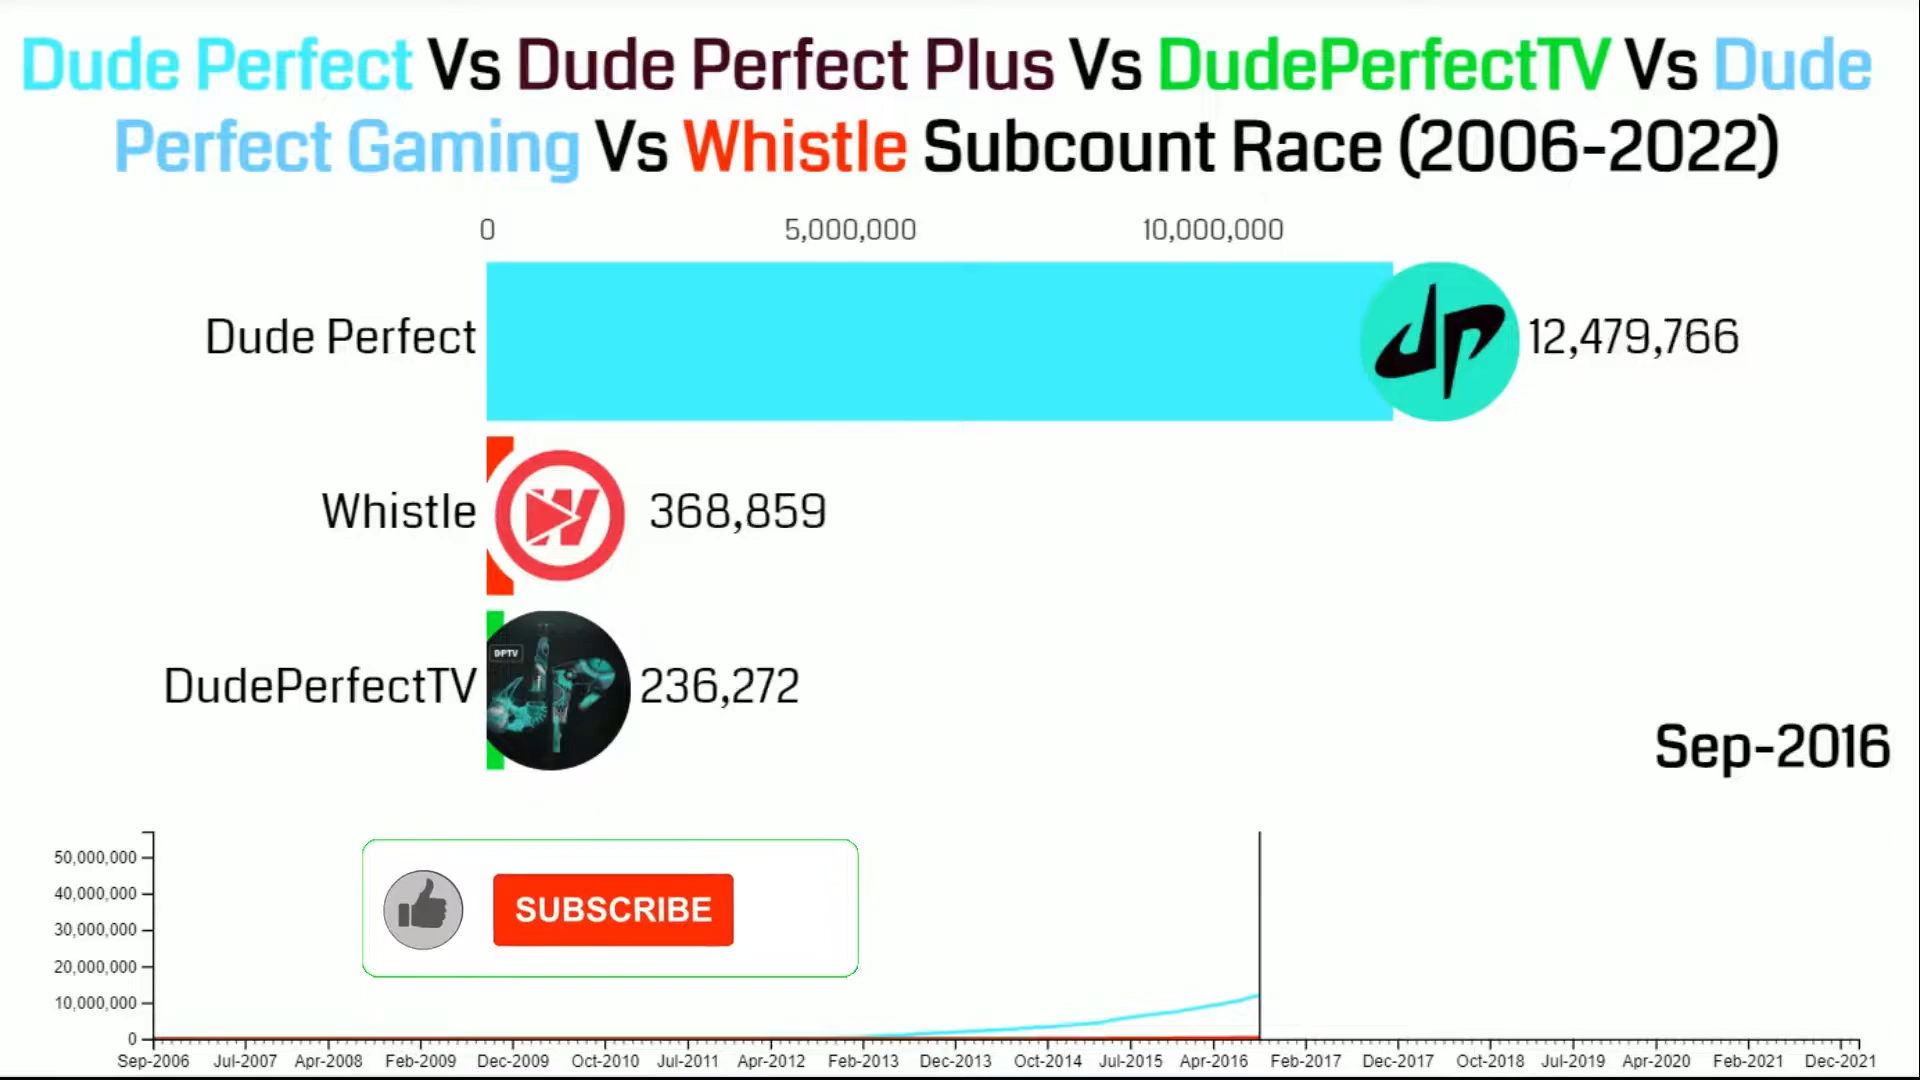 Dude Perfect Vs Dude Perfect Plus Vs DudePerfectTV Vs Dude
Perfect Gaming Vs Whistle Subcount Race (2006-2022)
0 5,000,000 10,000,000
Dude Perfect dp 12,479,766
Whistle W 368,859
DPTV
DudePerfectTV 236,272
Sep-2016
50,000,000
40,000,000
30,000,000
20,000,000
10,000,000
0
SUBSCRIBE
Sep-2006 Jul-2007 Apr-2008 Feb-2009 Dec-2009 Oct-2010 Jul-2011 Apr-2012 Feb-2013 Dec-2013 Oct-2014 Jul-2015 Apr-2016 Feb-2017 Dec-2017 Oct-2018 Jul-2019 Apr-2020 Feb-2021 Dec-2021